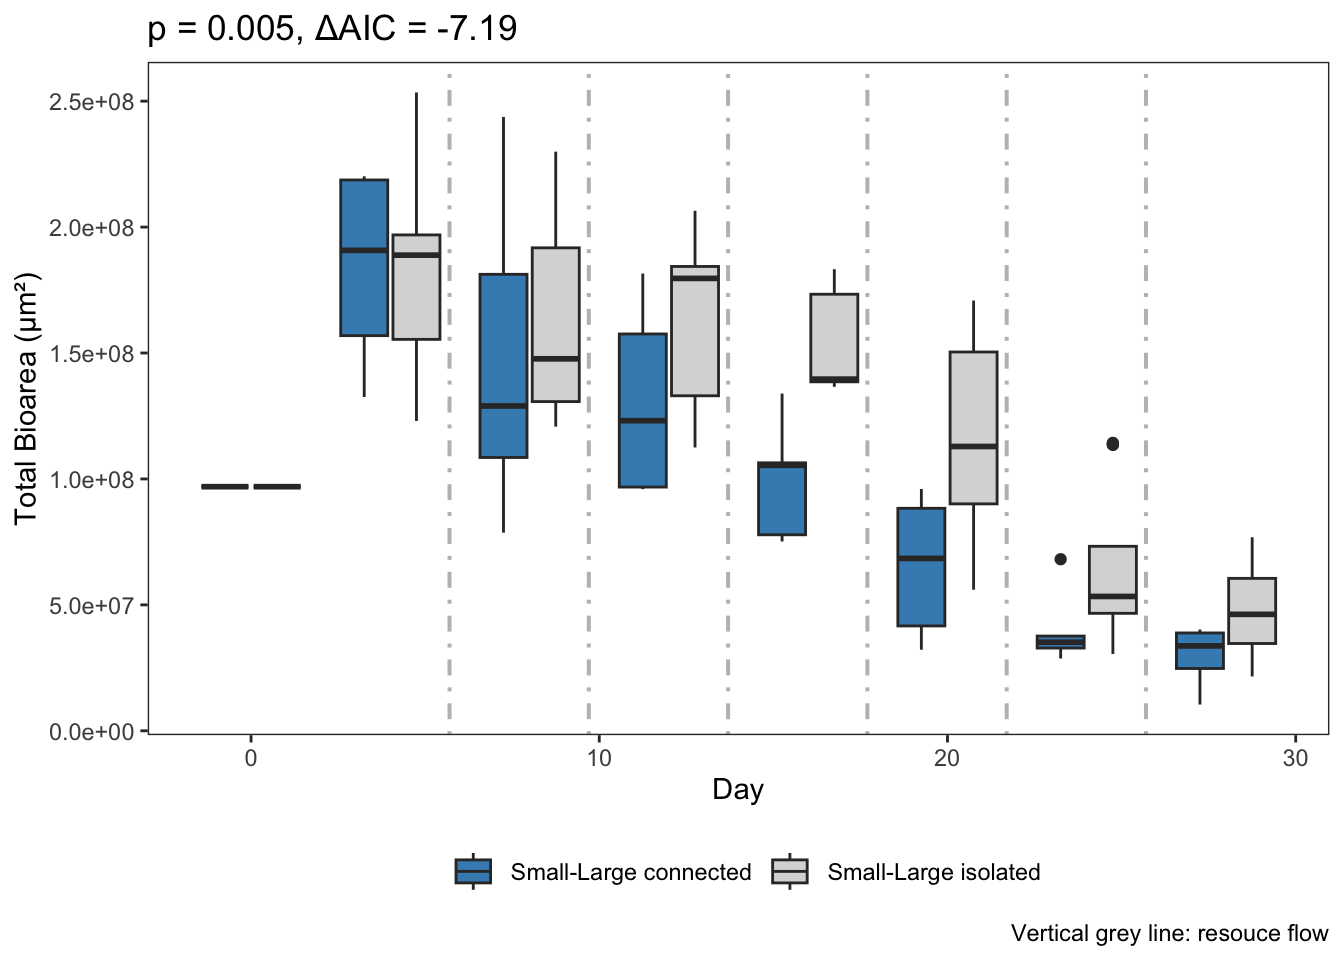 p = 0.005, ΔAIC = -7.19
Total Bioarea (µm²)
2.5e+08
2.0e+08
1.5e+08
1.0e+08
5.0e+07
0.0e+00
0 10 20 30
Day
Small-Large connected Small-Large isolated
Vertical grey line: resouce flow